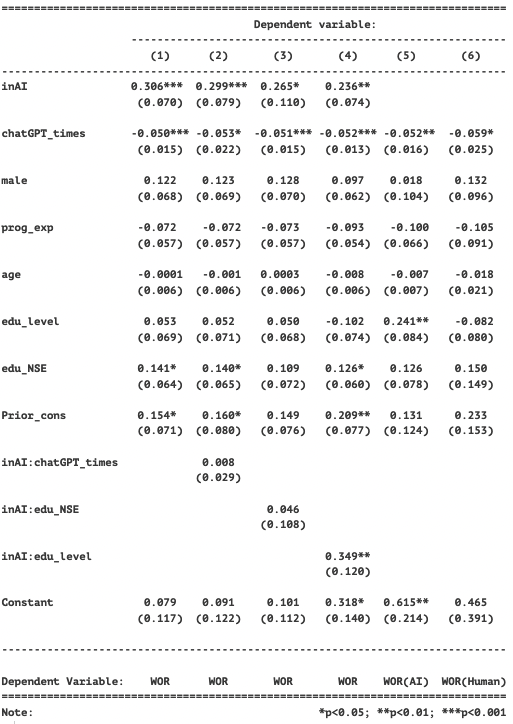 Dependent variable:
(1) (2) (3) (4) (5) (6)
inAI 0.306*** 0.299*** 0.265* 0.236**
(0.070) (0.079) (0.110) (0.074)
chatGPT_times -0.050*** -0.053* -0.051*** -0.052*** -0.052** -0.059*
(0.015) (0.022) (0.015) (0.013) (0.016) (0.025)
male 0.122 0.123 0.128 0.097 0.018 0.132
(0.068) (0.069) (0.070) (0.062) (0.104) (0.096)
prog_exp -0.072 -0.072 -0.073 -0.093 -0.100 -0.105
(0.057) (0.057) (0.057) (0.054) (0.066) (0.091)
age -0.0001 -0.001 0.0003 -0.008 -0.007 -0.018
(0.006) (0.006) (0.006) (0.006) (0.007) (0.021)
edu_level 0.053 0.052 0.050 -0.102 0.241** -0.082
(0.069) (0.071) (0.068) (0.074) (0.084) (0.080)
edu_NSE 0.141* 0.140* 0.109 0.126* 0.126 0.150
(0.064) (0.065) (0.072) (0.060) (0.078) (0.149)
Prior_cons 0.154* 0.160* 0.149 0.209** 0.131 0.233
(0.071) (0.080) (0.076) (0.077) (0.124) (0.153)
inAI:chatGPT_times 0.008
(0.029)
inAI:edu_NSE 0.046
(0.108)
inAI:edu_level 0.349**
(0.120)
Constant 0.079 0.091 0.101 0.318* 0.615** 0.465
(0.117) (0.122) (0.112) (0.140) (0.214) (0.391)
Dependent Variable: WOR WOR WOR WOR WOR(AI) WOR(Human)
Note: *p<0.05; **p<0.01; ***p<0.001